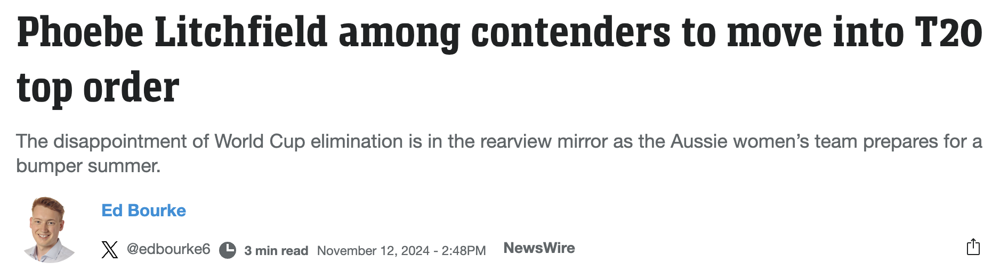 Phoebe Litchfield among contenders to move into T20
top order
The disappointment of World Cup elimination is in the rearview mirror as the Aussie women’s team prepares for a
bumper summer.
Ed Bourke
@edbourke6 3 min read November 12, 2024 - 2:48PM NewsWire